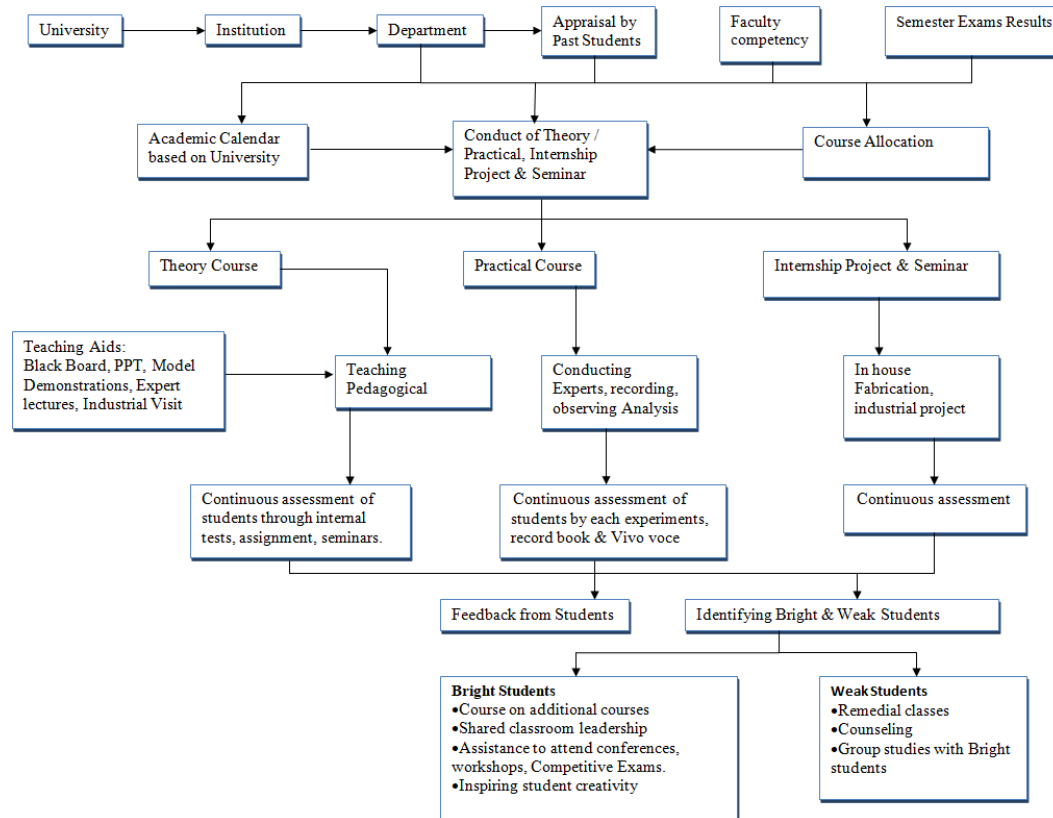 University
Institution
Department
Appraisal by
Past Students
Faculty
competency
Semester Exams Results
Academic Calendar
based on University
Conduct of Theory /
Practical, Internship
Project & Seminar
Course Allocation
Theory Course
Practical Course
Internship Project & Seminar
Teaching Aids:
Black Board, PPT, Model
Demonstrations, Expert
lectures, Industrial Visit
Teaching
Pedagogical
Conducting
Experts, recording,
observing Analysis
In house
Fabrication,
industrial project
Continuous assessment of
students through internal
tests, assignment, seminars.
Continuous assessment of
students by each experiments,
record book & Vivo voce
Continuous assessment
Feedback from Students
Identifying Bright & Weak Students
Bright Students
•Course on additional courses
•Shared classroom leadership
•Assistance to attend conferences,
workshops, Competitive Exams.
•Inspiring student creativity
Weak Students
•Remedial classes
•Counseling
•Group studies with Bright
students